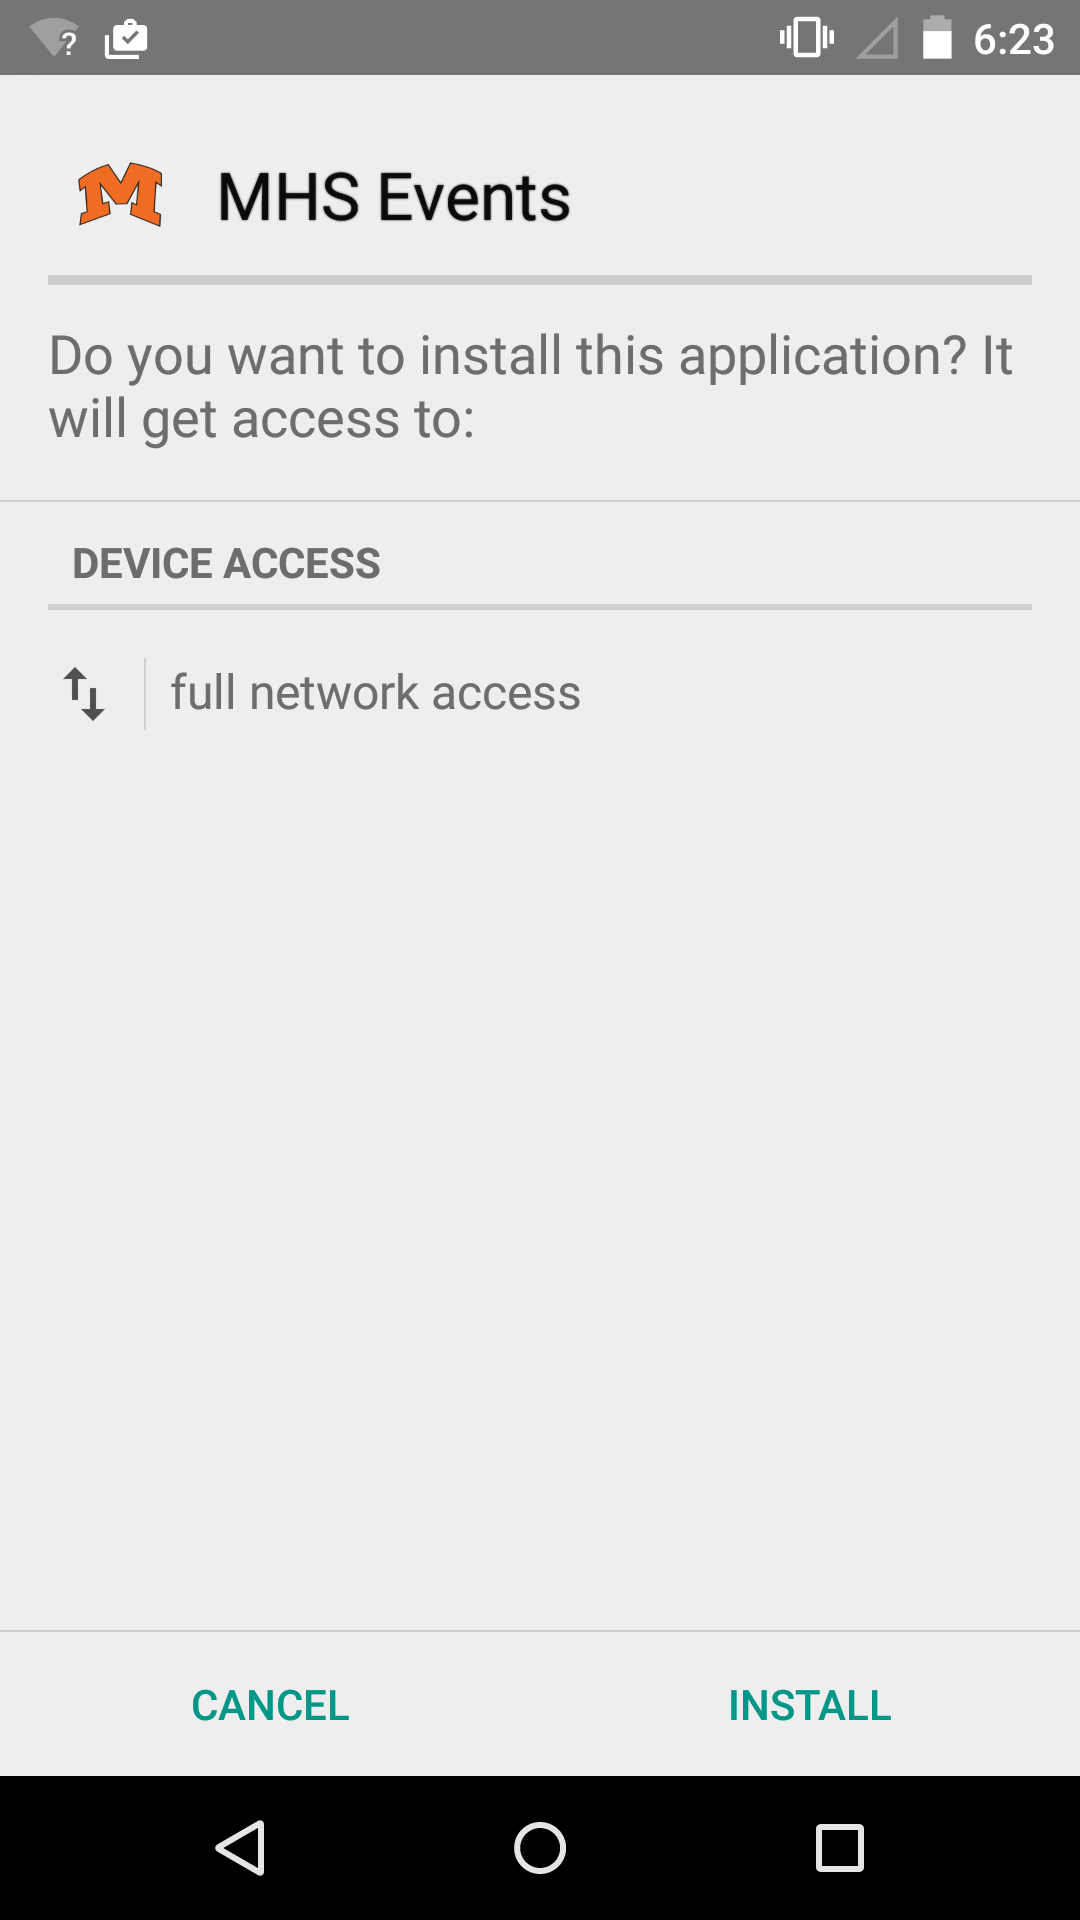 6:23
MHS Events
Do you want to install this application? It
will get access to:
DEVICE ACCESS
full network access
CANCEL
INSTALL